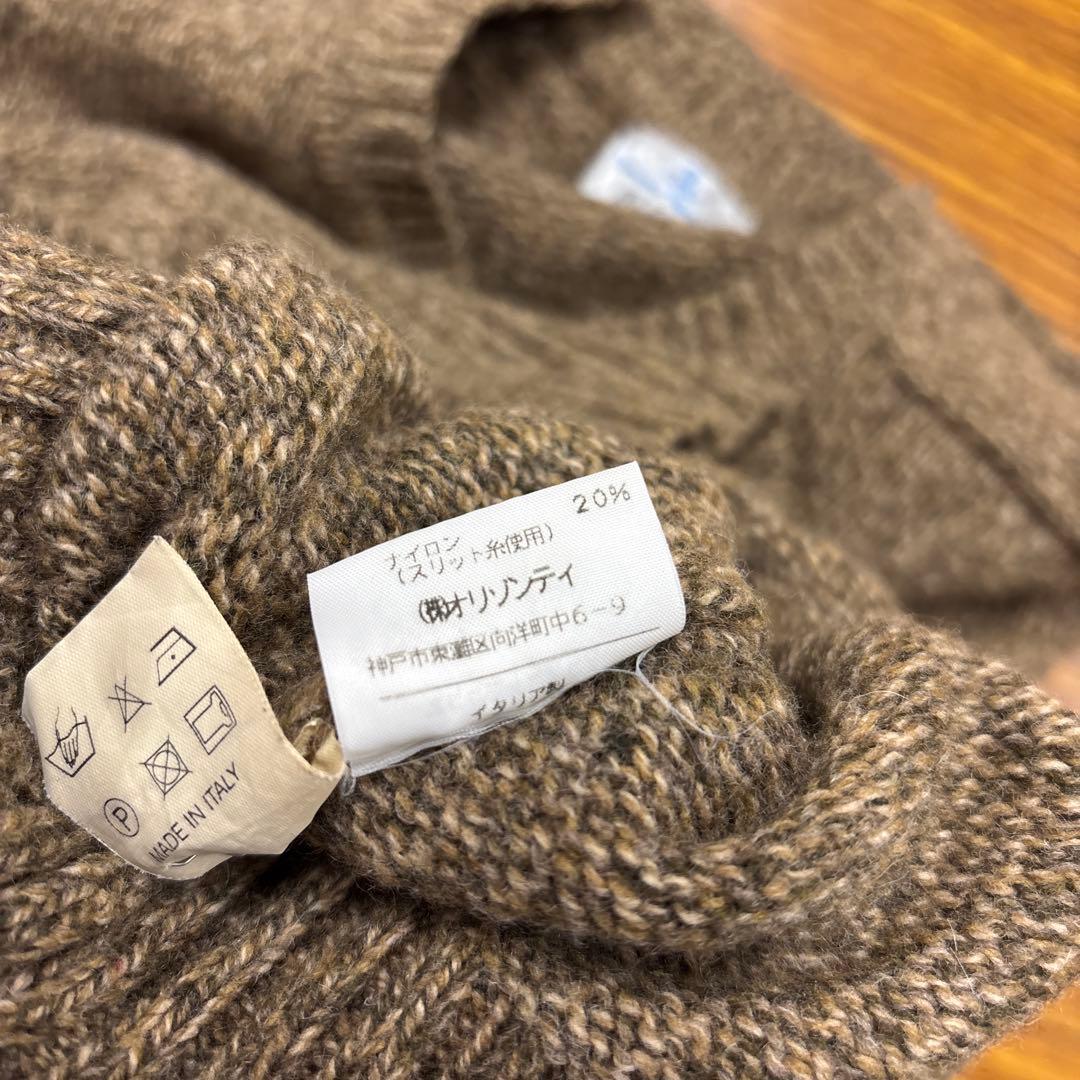 ナイロン 20%
(スリット糸使用)
(株)オリゾンティ
神戸市東灘区向洋町中6-9
イタリア製
P
MADE IN ITALY